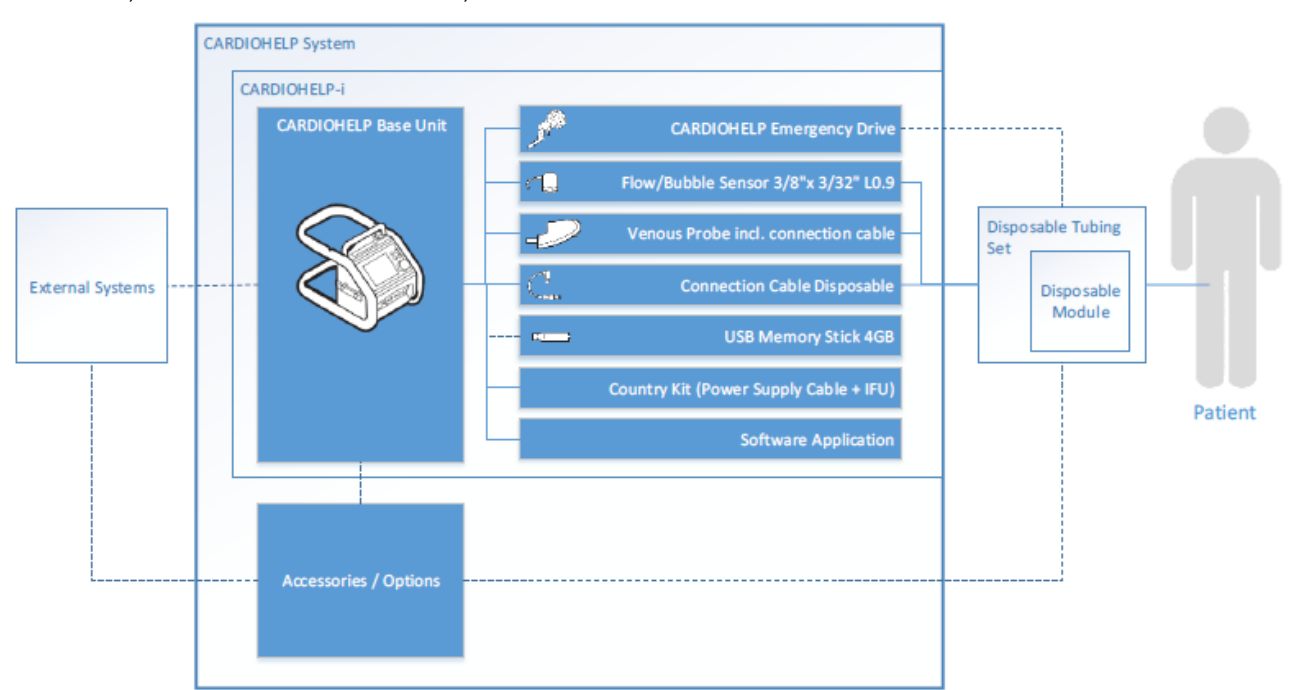 CARDIOHELP System
CARDIOHELP-i
CARDIOHELP Base Unit
CARDIOHELP Emergency Drive
Flow/Bubble Sensor 3/8"x 3/32" L0.9
Venous Probe incl. connection cable
Connection Cable Disposable
USB Memory Stick 4GB
Country Kit (Power Supply Cable + IFU)
Software Application
External Systems
Disposable Tubing
Set
Disposable
Module
Patient
Accessories / Options